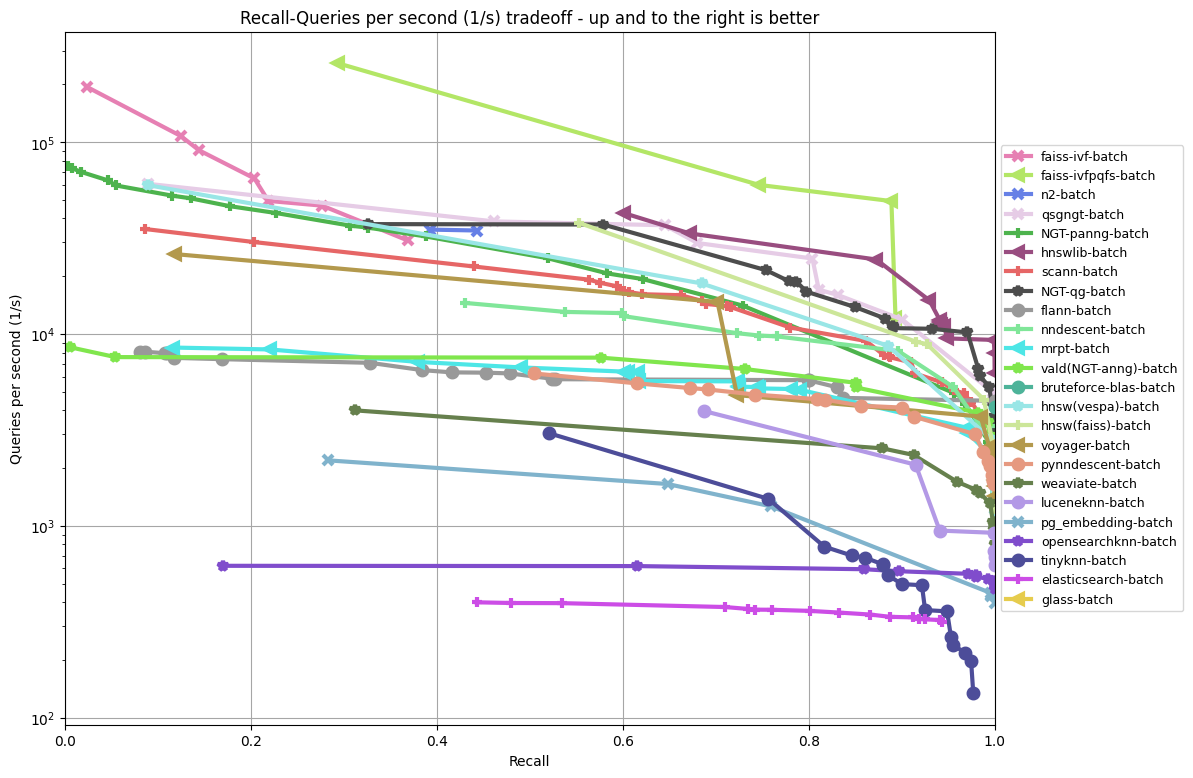 Recall-Queries per second (1/s) tradeoff - up and to the right is better
Queries per second (1/s)
10^5
10^4
10^3
10^2
0.0 0.2 0.4 0.6 0.8 1.0
Recall
faiss-ivf-batch
faiss-ivfpqfs-batch
n2-batch
qsgngt-batch
NGT-panng-batch
hnswlib-batch
scann-batch
NGT-qg-batch
flann-batch
nndescent-batch
mrpt-batch
vald(NGT-anng)-batch
bruteforce-blas-batch
hnsw(vespa)-batch
hnsw(faiss)-batch
voyager-batch
pynndescent-batch
weaviate-batch
luceneknn-batch
pg_embedding-batch
opensearchknn-batch
tinyknn-batch
elasticsearch-batch
glass-batch